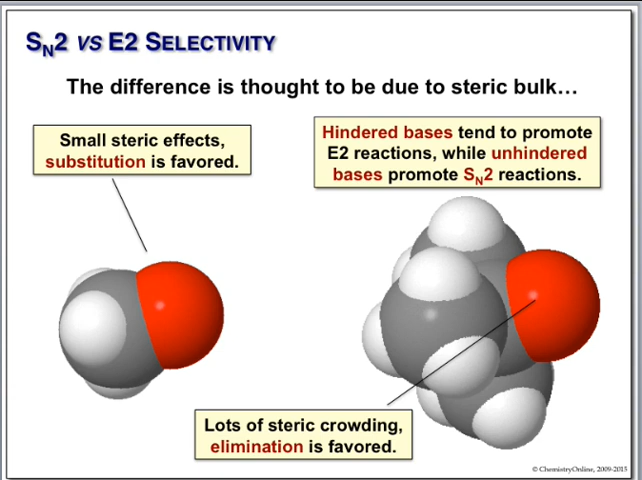 SN2 VS E2 SELECTIVITY
The difference is thought to be due to steric bulk…
Small steric effects,
substitution is favored.
Hindered bases tend to promote
E2 reactions, while unhindered
bases promote SN2 reactions.
Lots of steric crowding,
elimination is favored.
© ChemistryOnline, 2009-2015